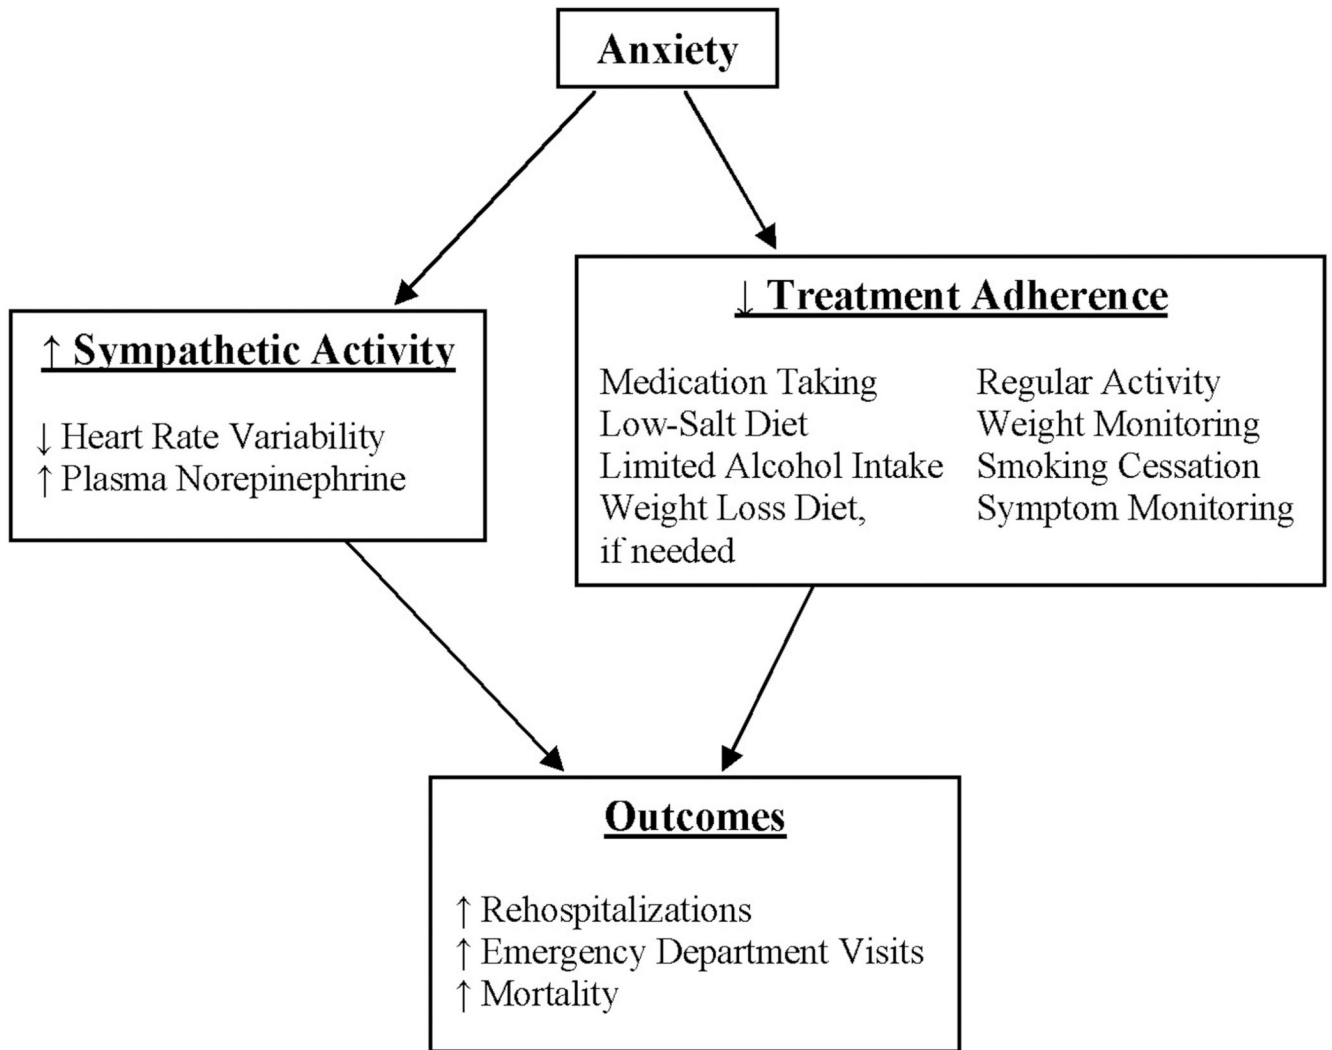 Anxiety
↑ Sympathetic Activity
↓ Heart Rate Variability
↑ Plasma Norepinephrine
↓ Treatment Adherence
Medication Taking
Low-Salt Diet
Limited Alcohol Intake
Weight Loss Diet,
if needed
Regular Activity
Weight Monitoring
Smoking Cessation
Symptom Monitoring
Outcomes
↑ Rehospitalizations
↑ Emergency Department Visits
↑ Mortality